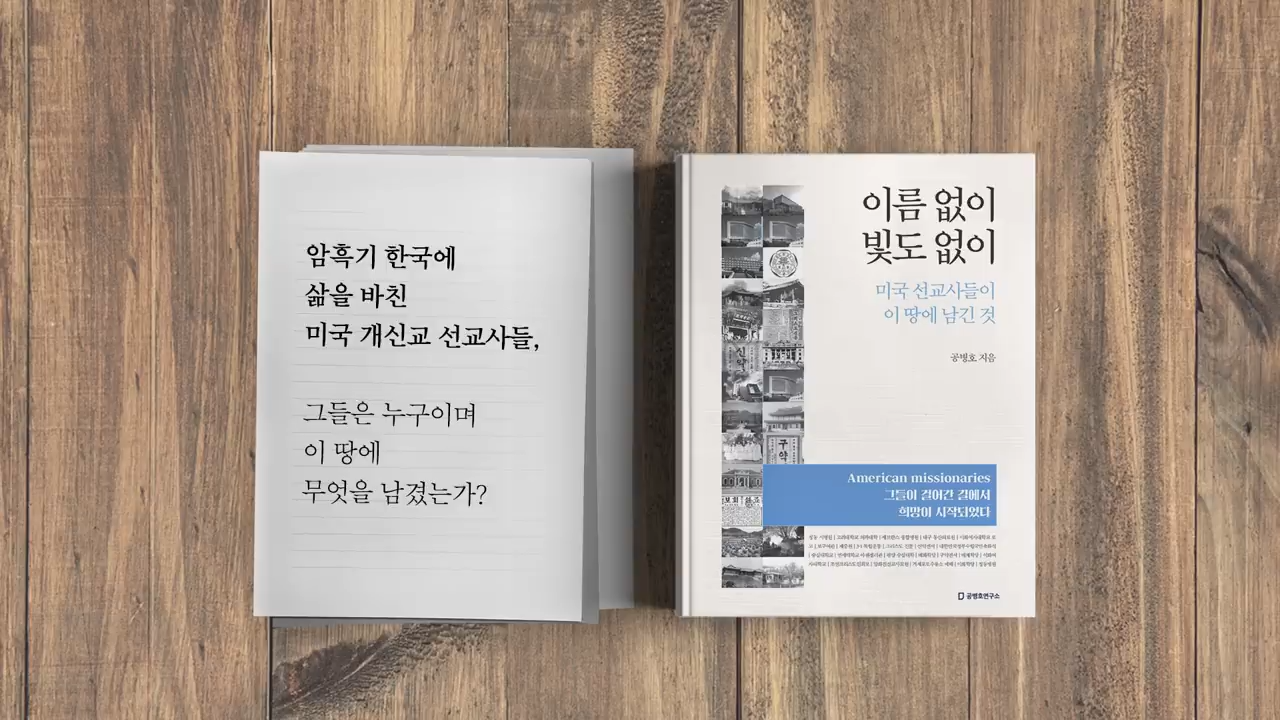 암흑기 한국에
삶을 바친
미국 개신교 선교사들,
그들은 누구이며
이 땅에
무엇을 남겼는가?
이름 없이
빛도 없이
미국 선교사들이
이 땅에 남긴 것
공병호 지음
신약
구약
American missionaries
그들이 걸어간 길에서
희망이 시작되었다
공병호연구소